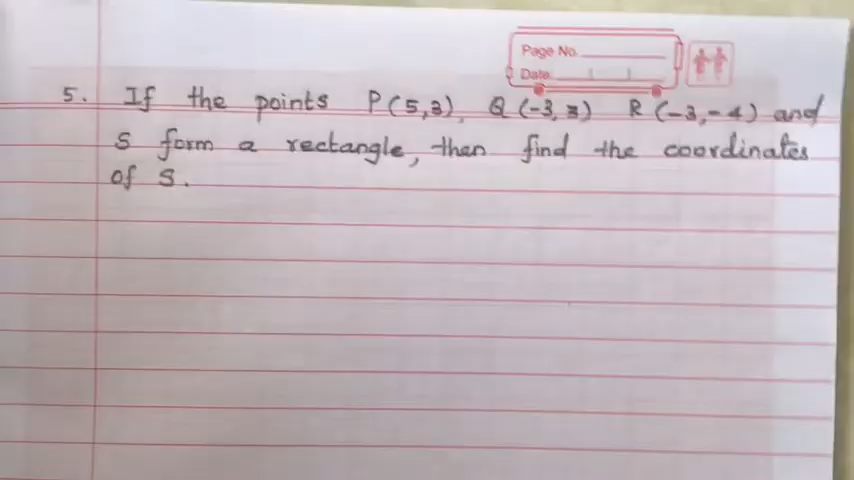 Page No.
Date
5. If the points P(5,3), Q(-3,3) R(-3,-4) and
S form a rectangle, then find the coordinates
of S.